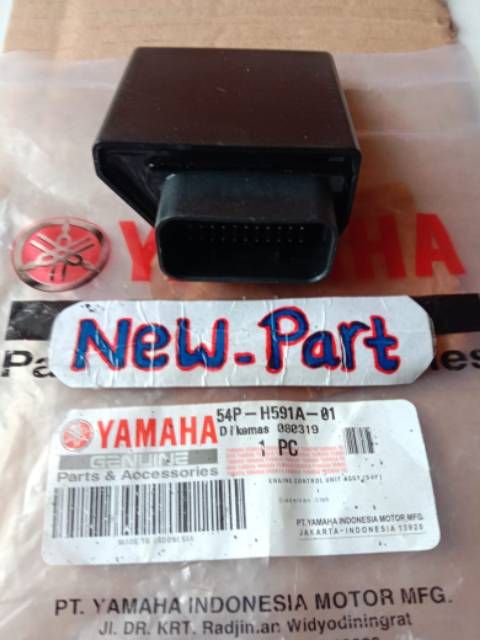 YAMAHA
NeW-Part
YAMAHA
GENUINE
Parts & Accessories
54P-H591A-01
Dikemas 080319
1 PC
ENGINE CONTROL UNIT ASSY (54P)
PT. YAMAHA INDONESIA MOTOR MFG.
JAKARTA-INDONESIA 13920
MADE IN INDONESIA
PT. YAMAHA INDONESIA MOTOR MFG.
Jl. DR. KRT. Radjiman Widyodiningrat